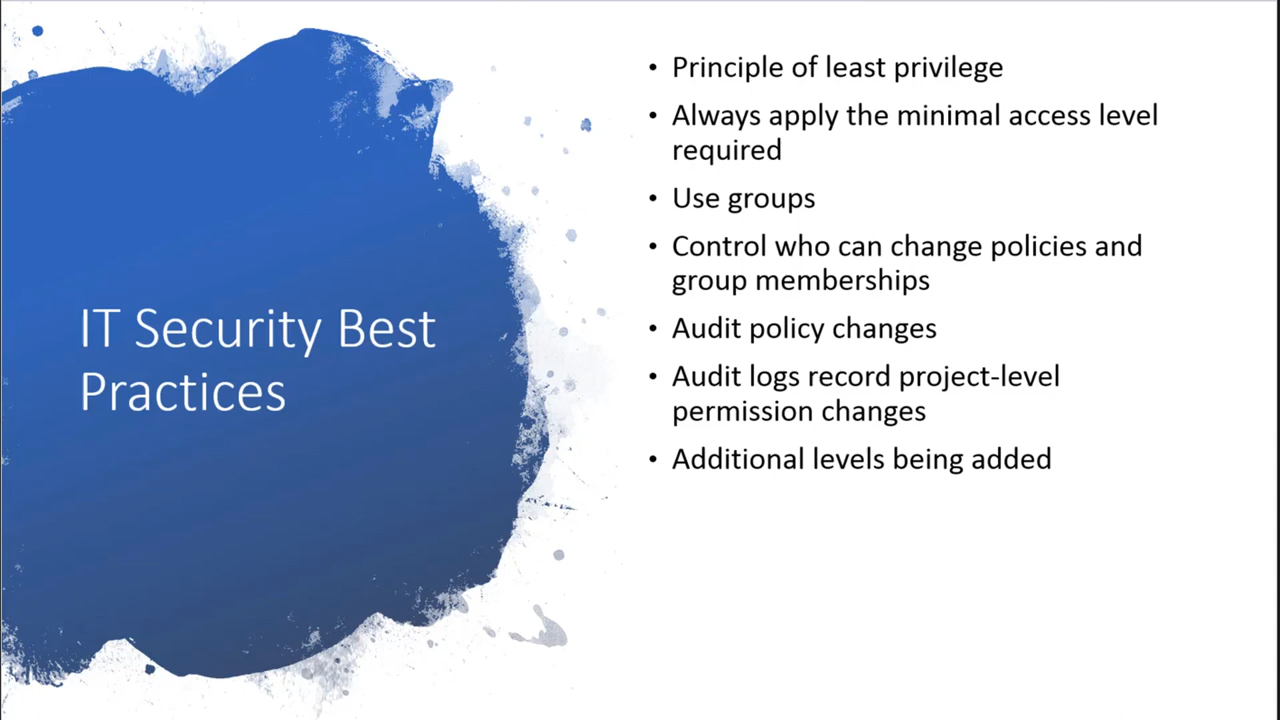 IT Security Best
Practices
• Principle of least privilege
• Always apply the minimal access level
required
• Use groups
• Control who can change policies and
group memberships
• Audit policy changes
• Audit logs record project-level
permission changes
• Additional levels being added